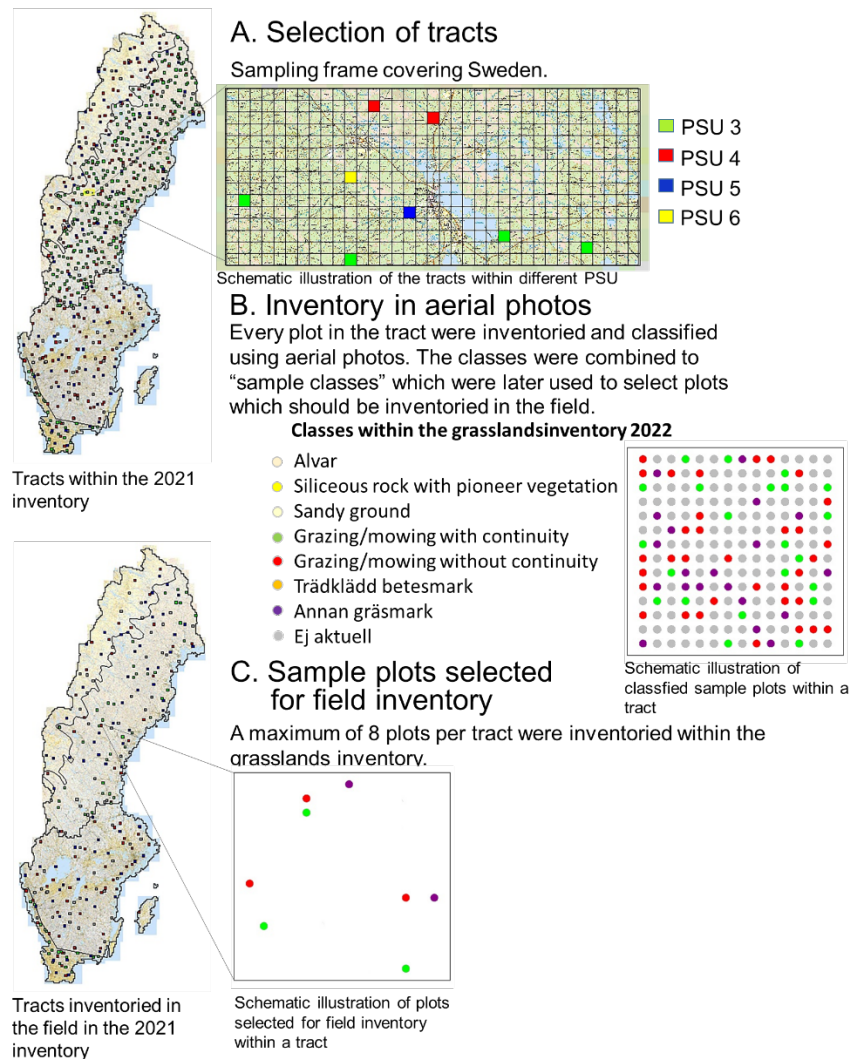 A. Selection of tracts
Sampling frame covering Sweden.
PSU 3
PSU 4
PSU 5
PSU 6
Schematic illustration of the tracts within different PSU
B. Inventory in aerial photos
Every plot in the tract were inventoried and classified
using aerial photos. The classes were combined to
“sample classes” which were later used to select plots
which should be inventoried in the field.
Classes within the grasslandsinventory 2022
Alvar
Siliceous rock with pioneer vegetation
Sandy ground
Grazing/mowing with continuity
Grazing/mowing without continuity
Trädklädd betesmark
Annan gräsmark
Ej aktuell
Tracts within the 2021
inventory
Schematic illustration of
classfied sample plots within a
tract
C. Sample plots selected
for field inventory
A maximum of 8 plots per tract were inventoried within the
grasslands inventory.
Tracts inventoried in
the field in the 2021
inventory
Schematic illustration of plots
selected for field inventory
within a tract